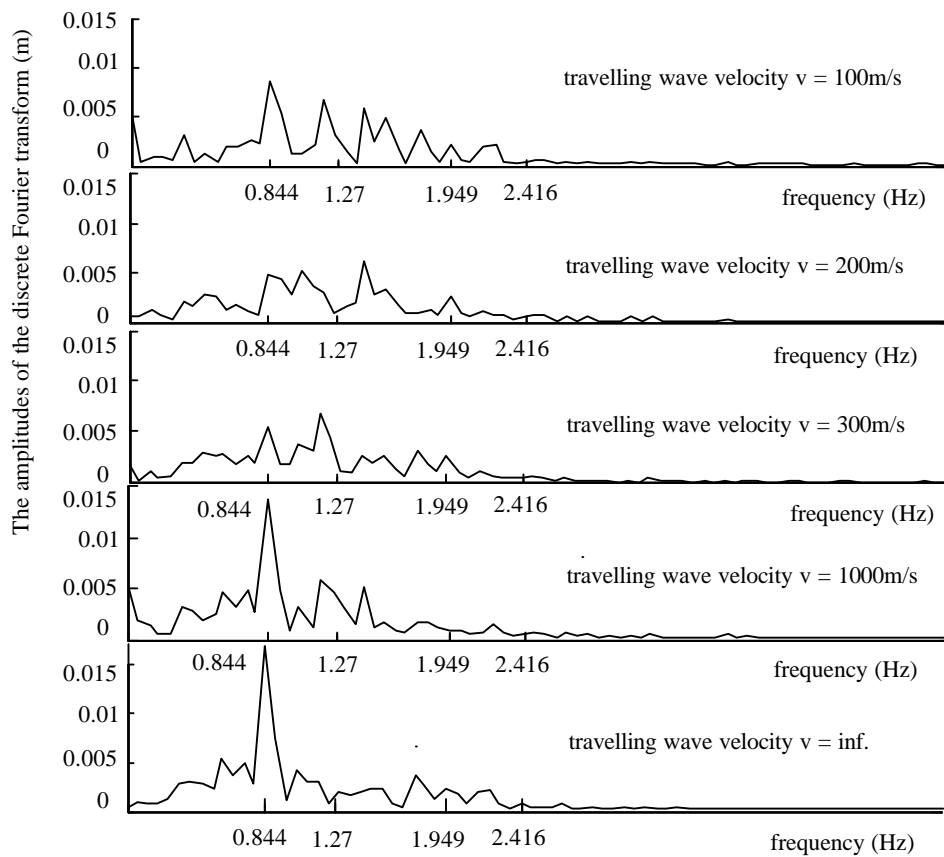 The amplitudes of the discrete Fourier transform (m)
0.015
0.01
0.005
0
travelling wave velocity v = 100m/s
0.844 1.27 1.949 2.416 frequency (Hz)
0.015
0.01
0.005
0
travelling wave velocity v = 200m/s
0.844 1.27 1.949 2.416 frequency (Hz)
0.015
0.01
0.005
0
travelling wave velocity v = 300m/s
0.844 1.27 1.949 2.416 frequency (Hz)
0.015
0.01
0.005
0
travelling wave velocity v = 1000m/s
0.844 1.27 1.949 2.416 frequency (Hz)
0.015
0.01
0.005
0
travelling wave velocity v = inf.
0.844 1.27 1.949 2.416 frequency (Hz)